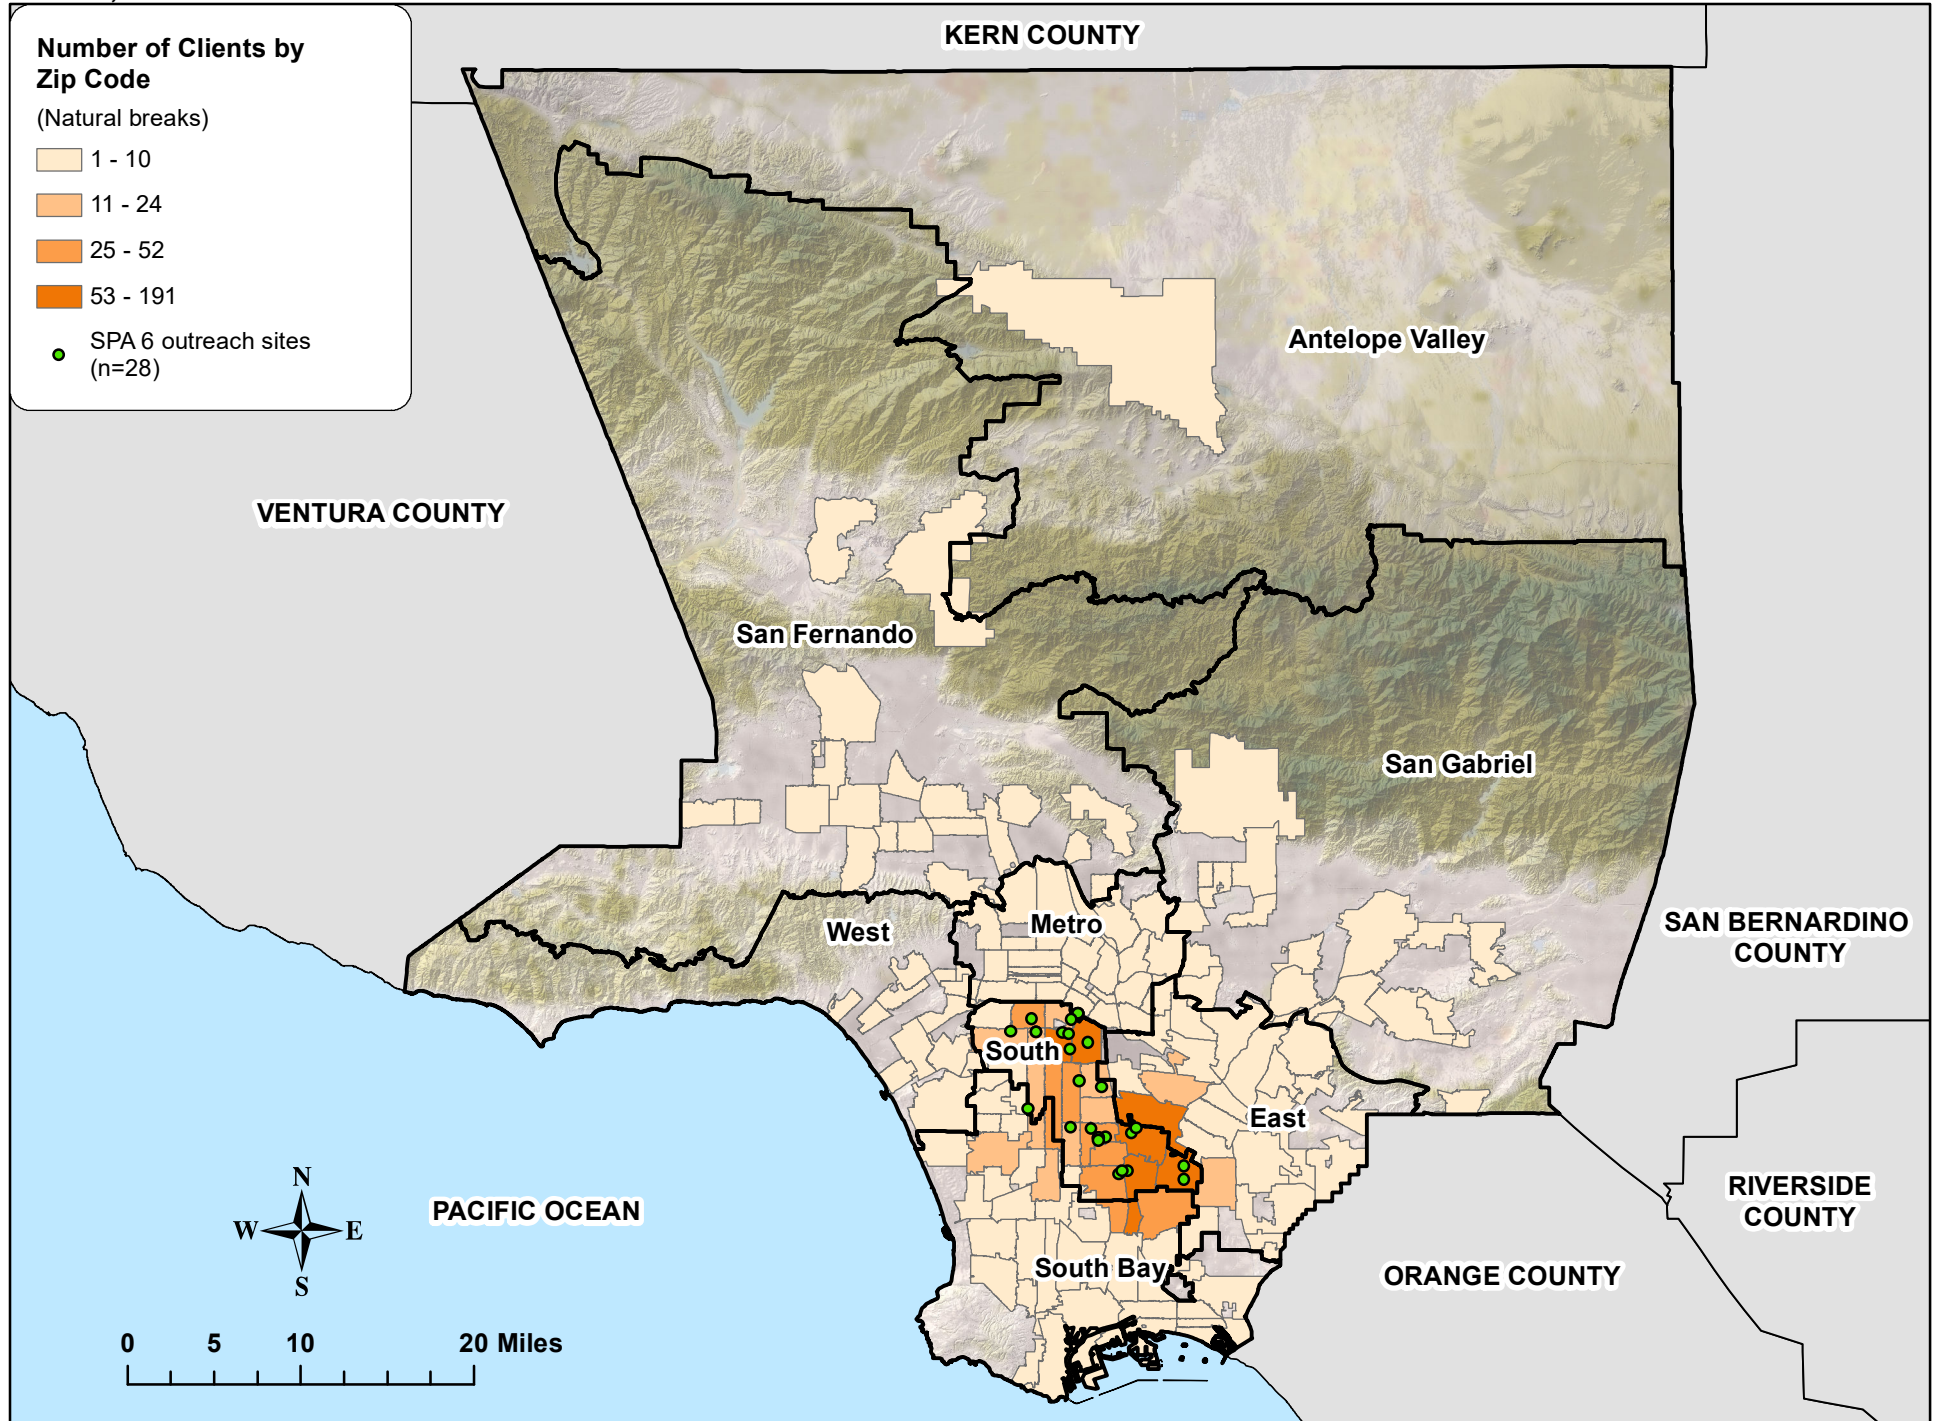 Number of Clients by
Zip Code
(Natural breaks)
1 - 10
11 - 24
25 - 52
53 - 191
SPA 6 outreach sites
(n=28)
KERN COUNTY
Antelope Valley
VENTURA COUNTY
San Fernando
San Gabriel
West
Metro
SAN BERNARDINO
COUNTY
South
East
PACIFIC OCEAN
RIVERSIDE
COUNTY
South Bay
ORANGE COUNTY
N
W E
S
0 5 10 20 Miles